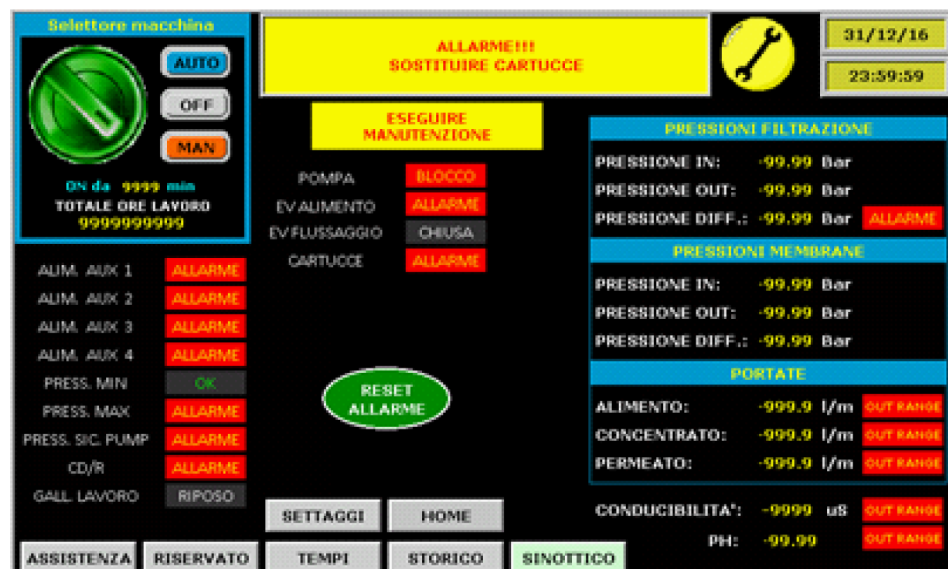 Selettore macchina
AUTO
OFF
MAN
ON da 9999 min
TOTALE ORE LAVORO
9999999999
ALLARME!!!
SOSTITUIRE CARTUCCE
31/12/16
23:59:59
ESEGUIRE
MANUTENZIONE
POMPA BLOCCO
EV ALIMENTO ALLARME
EV FLUSSAGGIO CHIUSA
CARTUCCE ALLARME
PRESSIONI FILTRAZIONE
PRESSIONE IN: -99.99 Bar
PRESSIONE OUT: -99.99 Bar
PRESSIONE DIFF.: -99.99 Bar ALLARME
PRESSIONI MEMBRANE
PRESSIONE IN: -99.99 Bar
PRESSIONE OUT: -99.99 Bar
PRESSIONE DIFF.: -99.99 Bar
PORTATE
ALIMENTO: -999.9 l/m OUT RANGE
CONCENTRATO: -999.9 l/m OUT RANGE
PERMEATO: -999.9 l/m OUT RANGE
CONDUCIBILITA': -9999 uS OUT RANGE
PH: -99.99 OUT RANGE
ALIM. AUX 1 ALLARME
ALIM. AUX 2 ALLARME
ALIM. AUX 3 ALLARME
ALIM. AUX 4 ALLARME
PRESS. MIN OK
PRESS. MAX ALLARME
PRESS. SIC. PUMP ALLARME
CD/R ALLARME
GALL. LAVORO RIPOSO
RESET
ALLARME
SETTAGGI HOME
ASSISTENZA RISERVATO TEMPI STORICO SINOTTICO